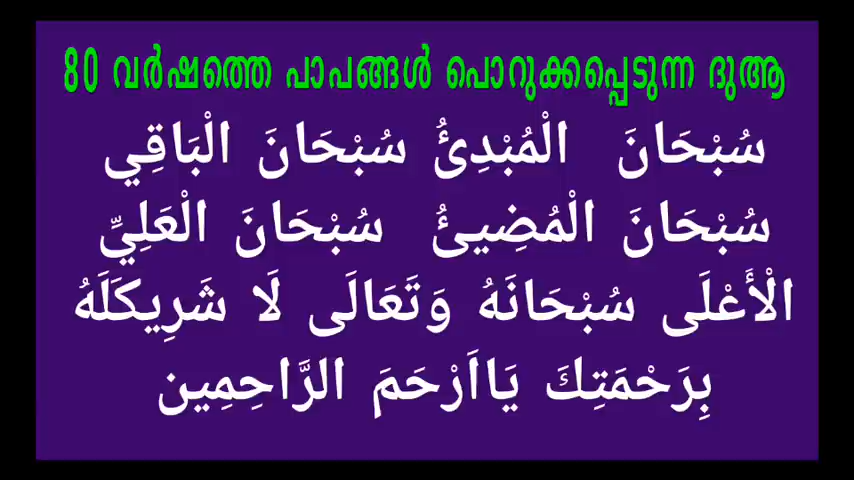 80 വർഷത്തെ പാപങ്ങൾ പൊറുക്കപ്പെടുന്ന ദുആ
سُبْحَانَ الْمُبْدِئُ سُبْحَانَ الْبَاقِي
سُبْحَانَ الْمُضِيئُ سُبْحَانَ الْعَلِيِّ
الْأَعْلَى سُبْحَانَهُ وَتَعَالَى لَا شَرِيكَلَهُ
بِرَحْمَتِكَ يَااَرْحَمَ الرَّاحِمِين